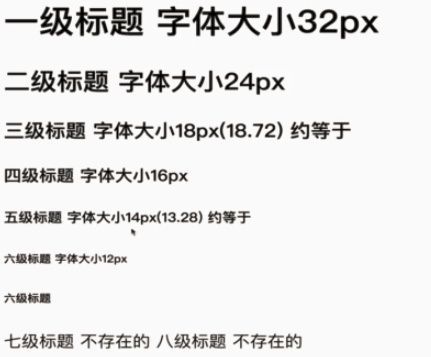 一级标题 字体大小32px
二级标题 字体大小24px
三级标题 字体大小18px(18.72) 约等于
四级标题 字体大小16px
五级标题 字体大小14px(13.28) 约等于
六级标题 字体大小12px
六级标题
七级标题 不存在的 八级标题 不存在的